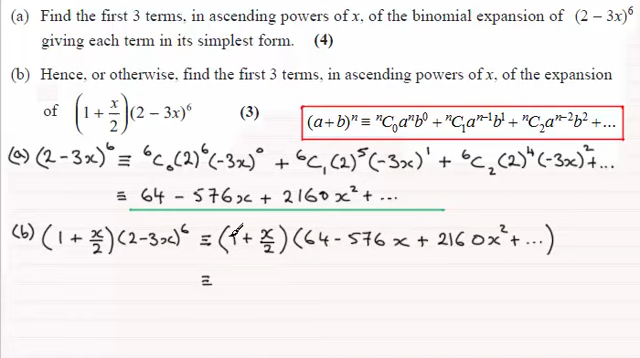 (a) Find the first 3 terms, in ascending powers of x, of the binomial expansion of (2 – 3x)⁶
giving each term in its simplest form. (4)
(b) Hence, or otherwise, find the first 3 terms, in ascending powers of x, of the expansion
of (1 + x/2)(2 – 3x)⁶ (3)
(a+b)ⁿ ≡ ⁿC₀aⁿb⁰ + ⁿC₁aⁿ⁻¹b¹ + ⁿC₂aⁿ⁻²b² + ...
(a) (2-3x)⁶ ≡ ⁶C₀(2)⁶(-3x)⁰ + ⁶C₁(2)⁵(-3x)¹ + ⁶C₂(2)⁴(-3x)² + ...
≡ 64 - 576x + 2160x² + ...
(b) (1 + x/2)(2-3x)⁶ ≡ (1 + x/2)(64 - 576x + 2160x² + ...)
≡